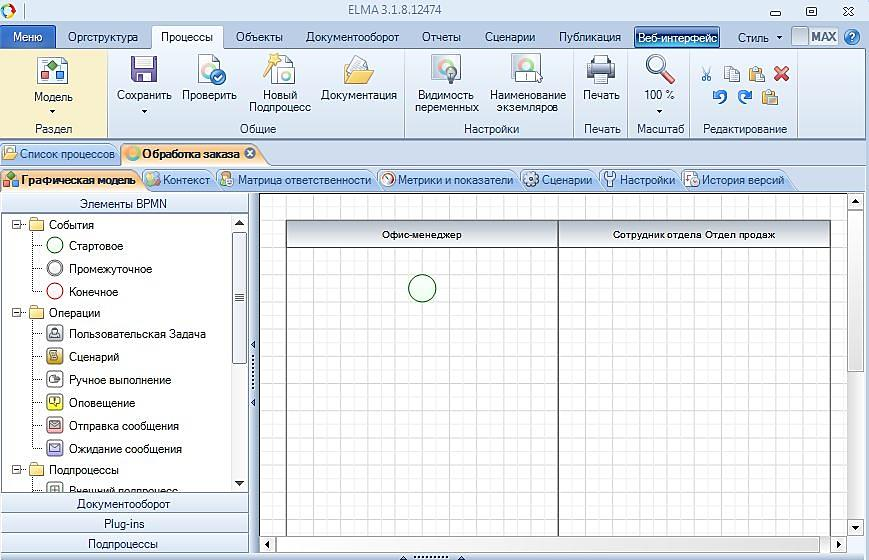 ELMA 3.1.8.12474
Меню Оргструктура Процессы Объекты Документооборот Отчеты Сценарии Публикация Веб-интерфейс Стиль MAX
Модель
Сохранить
Проверить
Новый
Подпроцесс
Документация
Видимость
переменных
Наименование
экземпляров
Печать
100 %
Раздел Общие Настройки Печать Масштаб Редактирование
Список процессов Обработка заказа
Графическая модель Контекст Матрица ответственности Метрики и показатели Сценарии Настройки История версий
Элементы BPMN
События
Стартовое
Промежуточное
Конечное
Операции
Пользовательская Задача
Сценарий
Ручное выполнение
Оповещение
Отправка сообщения
Ожидание сообщения
Подпроцессы
Внешний подпроцесс
Документооборот
Plug-ins
Подпроцессы
Офис-менеджер
Сотрудник отдела Отдел продаж